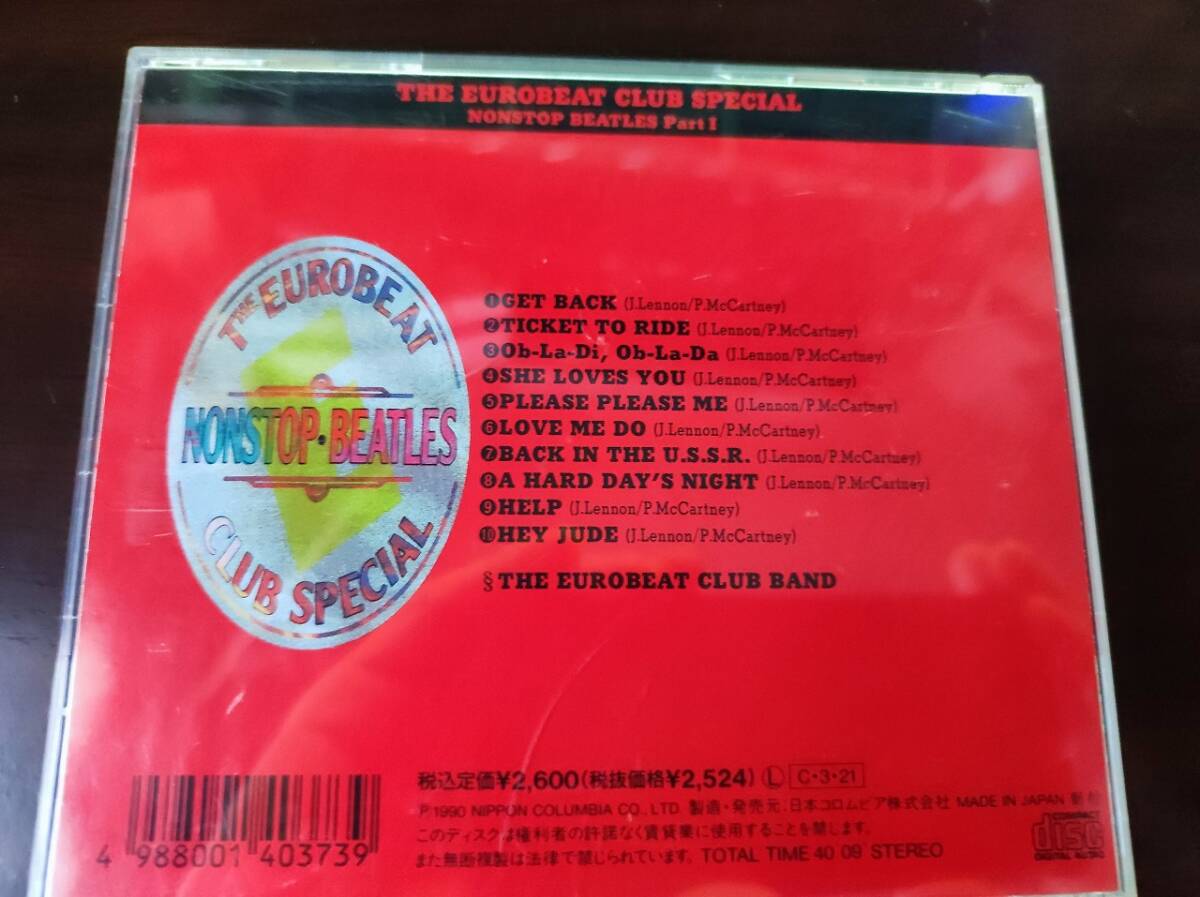 THE EUROBEAT CLUB SPECIAL
NONSTOP BEATLES Part I
THE EUROBEAT
NONSTOP・BEATLES
CLUB SPECIAL
❶GET BACK (J.Lennon/P.McCartney)
❷TICKET TO RIDE (J.Lennon/P.McCartney)
❸Ob-La-Di, Ob-La-Da (J.Lennon/P.McCartney)
❹SHE LOVES YOU (J.Lennon/P.McCartney)
❺PLEASE PLEASE ME (J.Lennon/P.McCartney)
❻LOVE ME DO (J.Lennon/P.McCartney)
❼BACK IN THE U.S.S.R. (J.Lennon/P.McCartney)
❽A HARD DAY'S NIGHT (J.Lennon/P.McCartney)
❾HELP (J.Lennon/P.McCartney)
❿HEY JUDE (J.Lennon/P.McCartney)
§ THE EUROBEAT CLUB BAND
税込定価¥2,600(税抜価格¥2,524) Ⓛ C・3・21
℗1990 NIPPON COLUMBIA CO., LTD. 製造・発売元:日本コロムビア株式会社 MADE IN JAPAN
このディスクは権利者の許諾なく賃貸業に使用することを禁じます。
また無断複製は法律で禁じられています。 TOTAL TIME 40 09 STEREO
4 988001 403739
COMPACT
disc
DIGITAL AUDIO